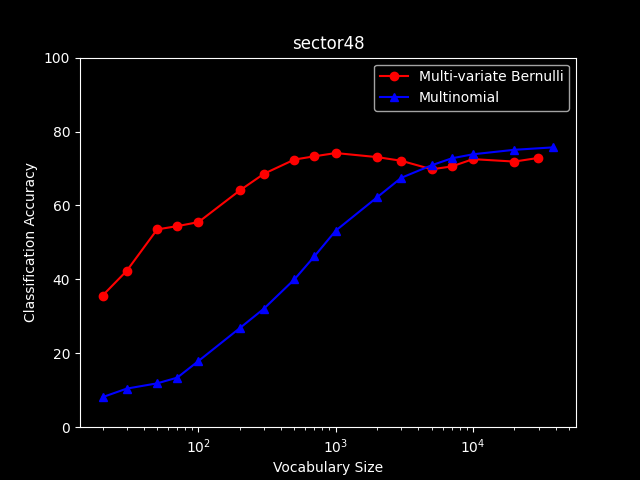 sector48
100
80
60
40
20
0
Classification Accuracy
Multi-variate Bernulli
Multinomial
10²
10³
10⁴
Vocabulary Size